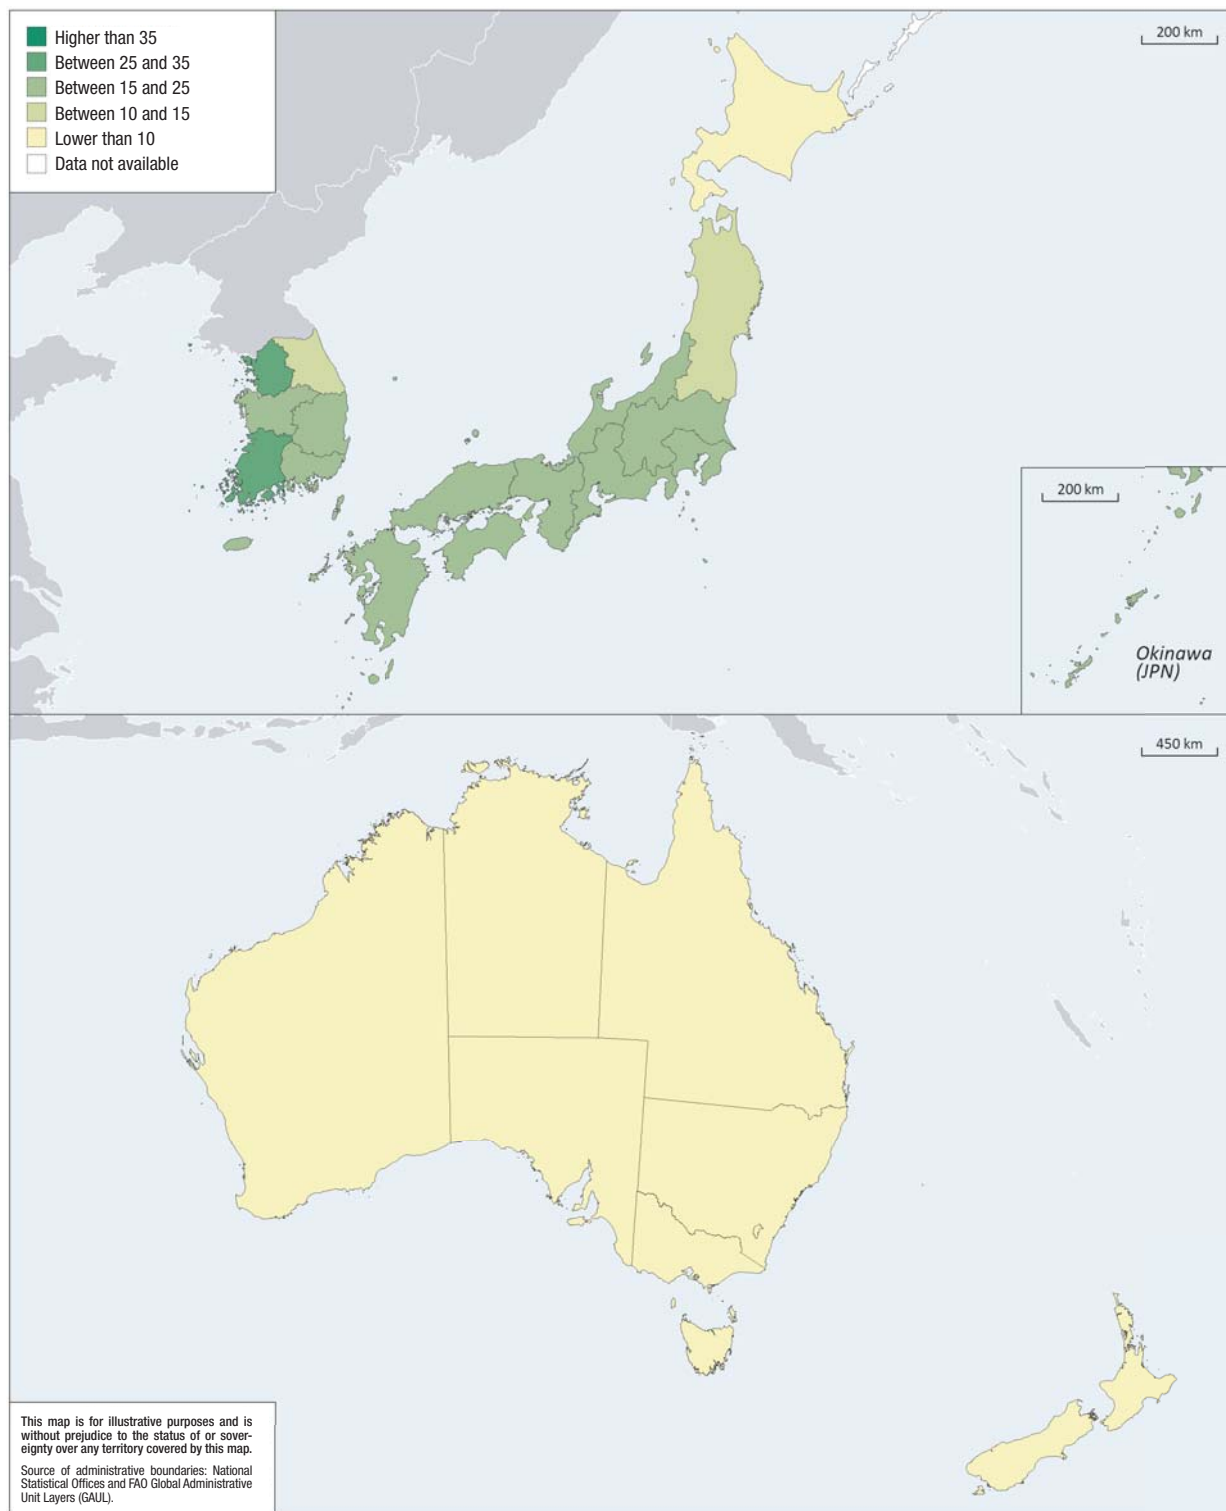 Higher than 35
Between 25 and 35
Between 15 and 25
Between 10 and 15
Lower than 10
Data not available
200 km
200 km
Okinawa
(JPN)
450 km
This map is for illustrative purposes and is
without prejudice to the status of or sover-
eignty over any territory covered by this map.
Source of administrative boundaries: National
Statistical Offices and FAO Global Administrative
Unit Layers (GAUL).